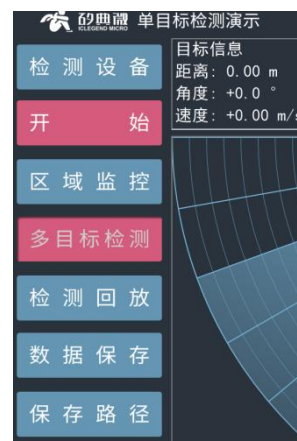 矽典微 单目标检测演示
ICLEGEND MICRO
目标信息
距离: 0.00 m
角度: +0.0 °
速度: +0.00 m/s
检测设备
开始
区域监控
多目标检测
检测回放
数据保存
保存路径